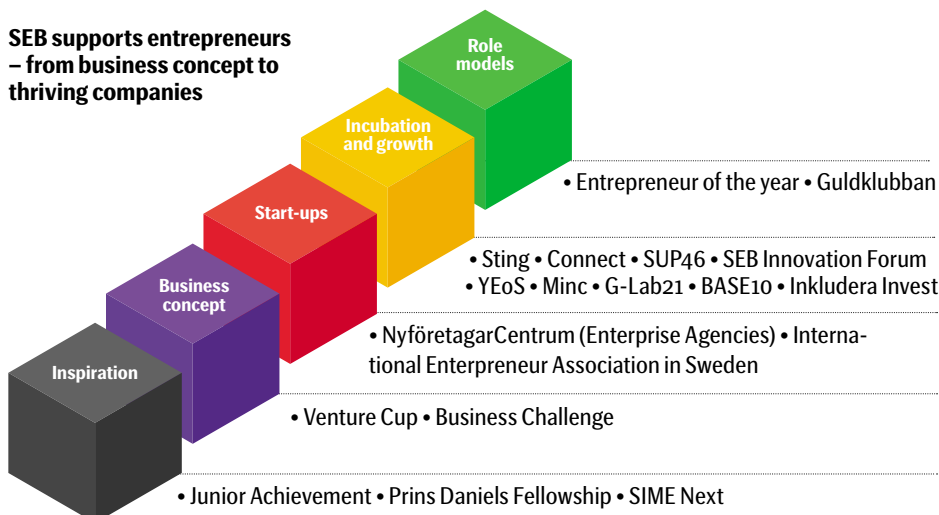 SEB supports entrepreneurs
– from business concept to
thriving companies
Role
models
• Entrepreneur of the year • Guldklubban
Incubation
and growth
• Sting • Connect • SUP46 • SEB Innovation Forum
• YEoS • Minc • G-Lab21 • BASE10 • Inkludera Invest
Start-ups
• NyföretagarCentrum (Enterprise Agencies) • Interna-
tional Enterpreneur Association in Sweden
Business
concept
• Venture Cup • Business Challenge
Inspiration
• Junior Achievement • Prins Daniels Fellowship • SIME Next